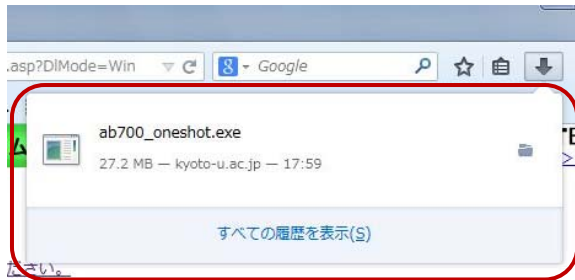 .asp?DlMode=Win
Google
ab700_oneshot.exe
27.2 MB — kyoto-u.ac.jp — 17:59
すべての履歴を表示(S)
ださい。